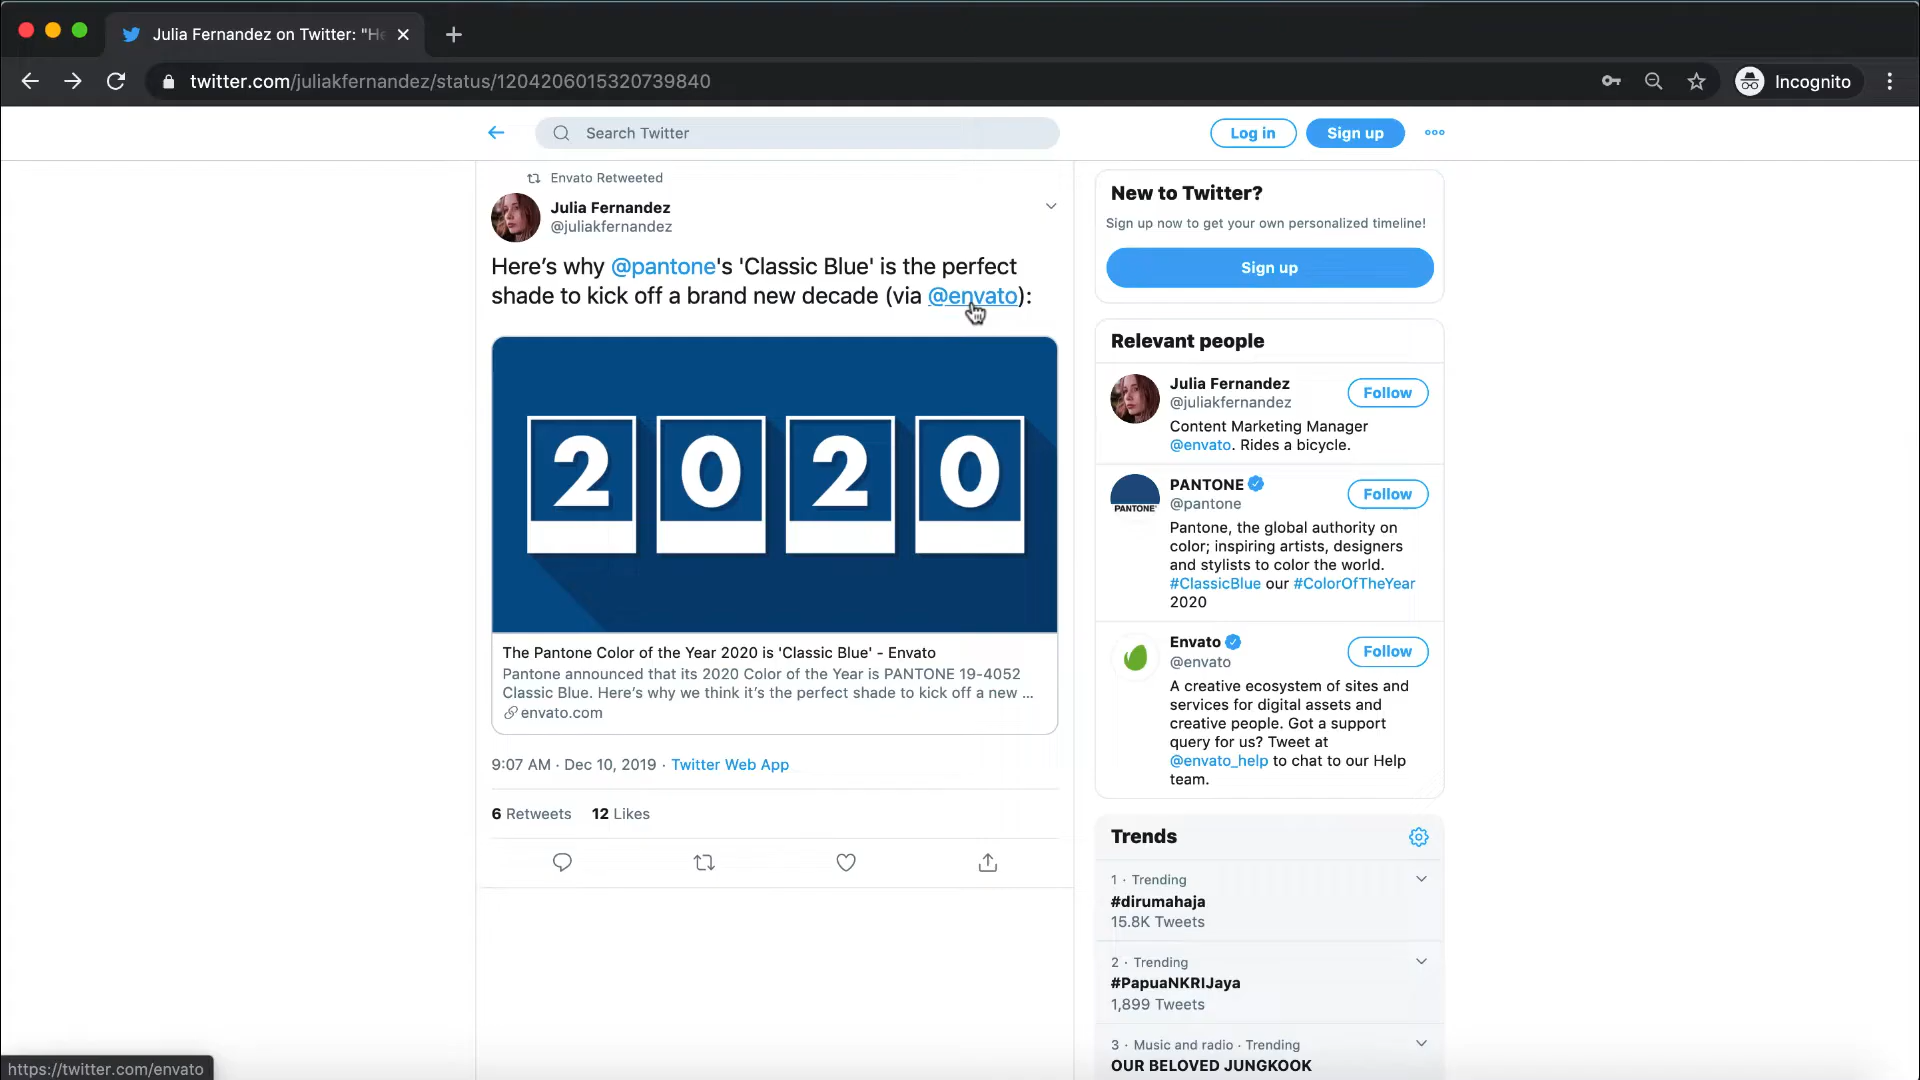 Julia Fernandez on Twitter: "He
twitter.com/juliakfernandez/status/1204206015320739840
Incognito
Search Twitter
Log in
Sign up
Envato Retweeted
Julia Fernandez
@juliakfernandez
Here’s why @pantone's 'Classic Blue' is the perfect
shade to kick off a brand new decade (via @envato):
2020
The Pantone Color of the Year 2020 is 'Classic Blue' - Envato
Pantone announced that its 2020 Color of the Year is PANTONE 19-4052
Classic Blue. Here’s why we think it’s the perfect shade to kick off a new ...
envato.com
9:07 AM · Dec 10, 2019 · Twitter Web App
6 Retweets 12 Likes
New to Twitter?
Sign up now to get your own personalized timeline!
Sign up
Relevant people
Julia Fernandez
@juliakfernandez
Follow
Content Marketing Manager
@envato. Rides a bicycle.
PANTONE
PANTONE
@pantone
Follow
Pantone, the global authority on
color; inspiring artists, designers
and stylists to color the world.
#ClassicBlue our #ColorOfTheYear
2020
Envato
@envato
Follow
A creative ecosystem of sites and
services for digital assets and
creative people. Got a support
query for us? Tweet at
@envato_help to chat to our Help
team.
Trends
1 · Trending
#dirumahaja
15.8K Tweets
2 · Trending
#PapuaNKRIJaya
1,899 Tweets
3 · Music and radio · Trending
OUR BELOVED JUNGKOOK
https://twitter.com/envato